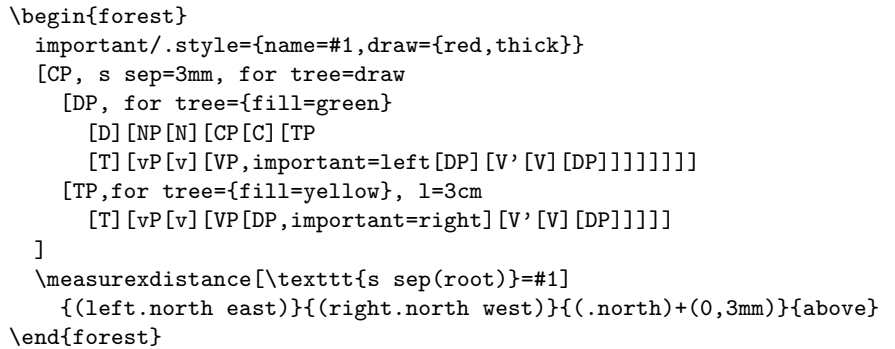 \begin{forest}
  important/.style={name=#1,draw={red,thick}}
  [CP, s sep=3mm, for tree=draw
    [DP, for tree={fill=green}
      [D][NP[N][CP[C][TP
      [T][vP[v][VP,important=left[DP][V'[V][DP]]]]]]]]
    [TP,for tree={fill=yellow}, l=3cm
      [T][vP[v][VP[DP,important=right][V'[V][DP]]]]]
  ]
  \measurexdistance[\texttt{s sep(root)}=#1]
    {(left.north east)}{(right.north west)}{(.north)+(0,3mm)}{above}
\end{forest}